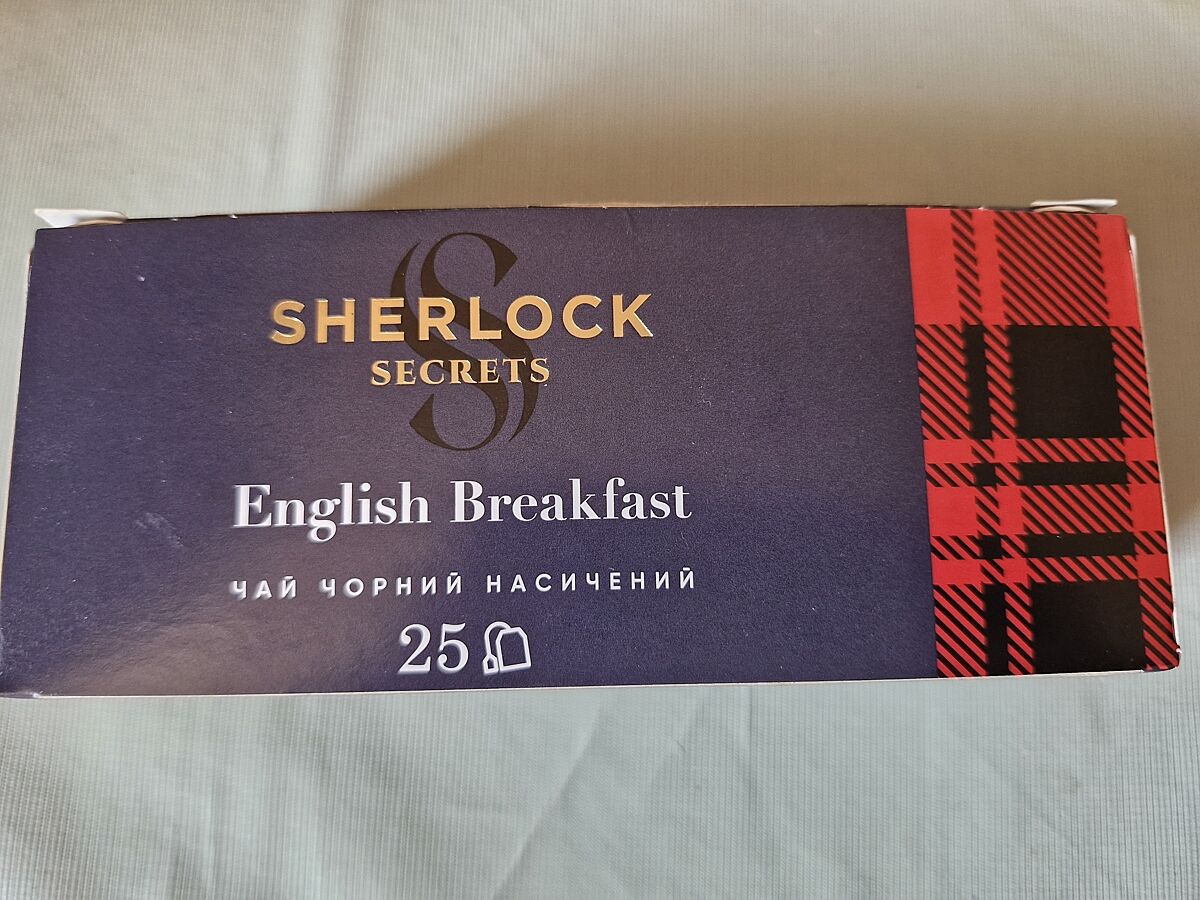 SHERLOCK
SECRETS
English Breakfast
ЧАЙ ЧОРНИЙ НАСИЧЕНИЙ
25